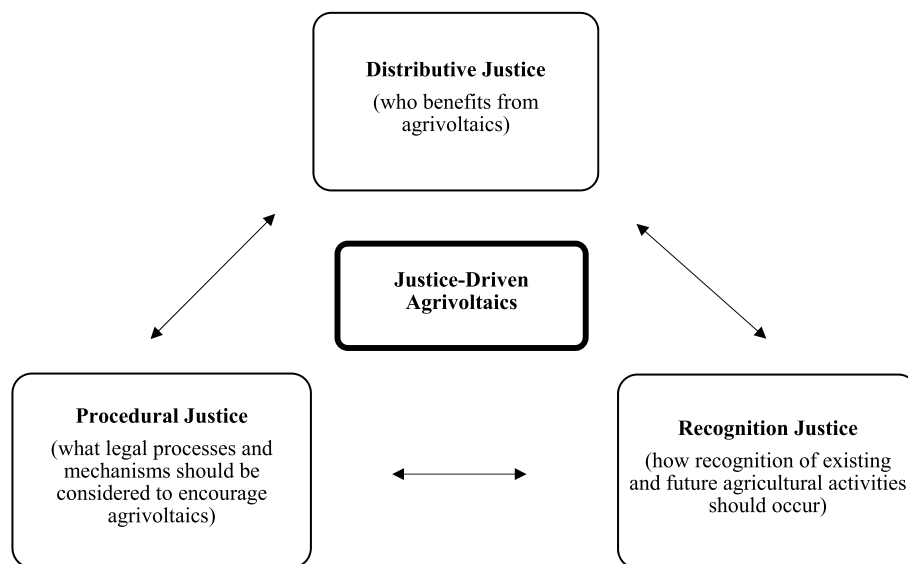 Distributive Justice
(who benefits from
agrivoltaics)
Justice-Driven
Agrivoltaics
Procedural Justice
(what legal processes and
mechanisms should be
considered to encourage
agrivoltaics)
Recognition Justice
(how recognition of existing
and future agricultural activities
should occur)